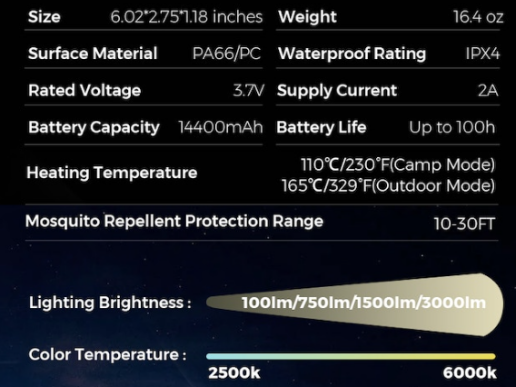 Size 6.02*2.75*1.18 inches Weight 16.4 oz
Surface Material PA66/PC Waterproof Rating IPX4
Rated Voltage 3.7V Supply Current 2A
Battery Capacity 14400mAh Battery Life Up to 100h
Heating Temperature 110℃/230°F(Camp Mode)
165℃/329°F(Outdoor Mode)
Mosquito Repellent Protection Range 10-30FT
Lighting Brightness : 100lm/750lm/1500lm/3000lm
Color Temperature :
2500k 6000k